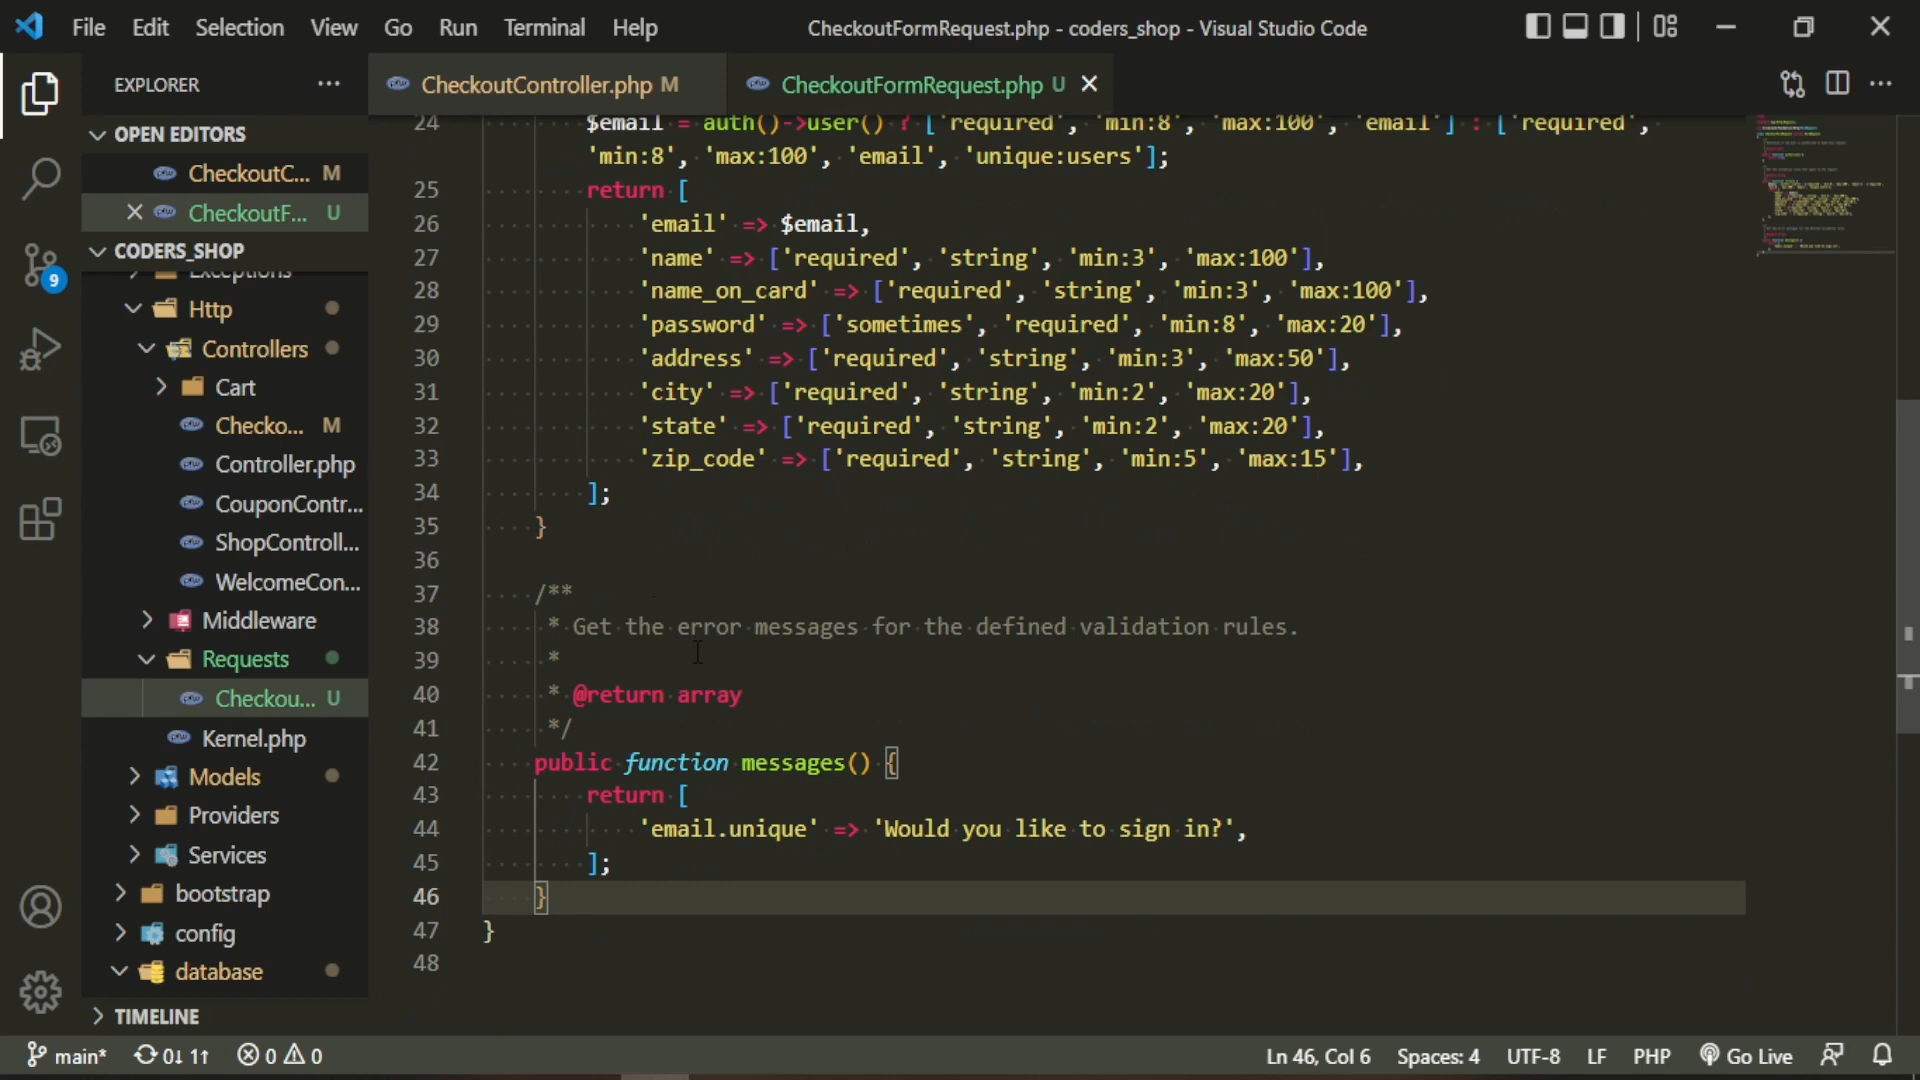 File Edit Selection View Go Run Terminal Help CheckoutFormRequest.php - coders_shop - Visual Studio Code
EXPLORER
CheckoutController.php M CheckoutFormRequest.php U
OPEN EDITORS
CheckoutC... M
CheckoutF... U
CODERS_SHOP
Exceptions
Http
Controllers
Cart
Checko... M
Controller.php
CouponContr...
ShopControll...
WelcomeCon...
Middleware
Requests
Checkou... U
Kernel.php
Models
Providers
Services
bootstrap
config
database
TIMELINE
9
24 $email = auth()->user() ? ['required', 'min:8', 'max:100', 'email'] : ['required',
'min:8', 'max:100', 'email', 'unique:users'];
25 return [
26 'email' => $email,
27 'name' => ['required', 'string', 'min:3', 'max:100'],
28 'name_on_card' => ['required', 'string', 'min:3', 'max:100'],
29 'password' => ['sometimes', 'required', 'min:8', 'max:20'],
30 'address' => ['required', 'string', 'min:3', 'max:50'],
31 'city' => ['required', 'string', 'min:2', 'max:20'],
32 'state' => ['required', 'string', 'min:2', 'max:20'],
33 'zip_code' => ['required', 'string', 'min:5', 'max:15'],
34 ];
35 }
36
37 /**
38 * Get the error messages for the defined validation rules.
39 *
40 * @return array
41 */
42 public function messages() {
43 return [
44 'email.unique' => 'Would you like to sign in?',
45 ];
46 }
47 }
48
main* 0↓ 1↑ 0 0 Ln 46, Col 6 Spaces: 4 UTF-8 LF PHP Go Live